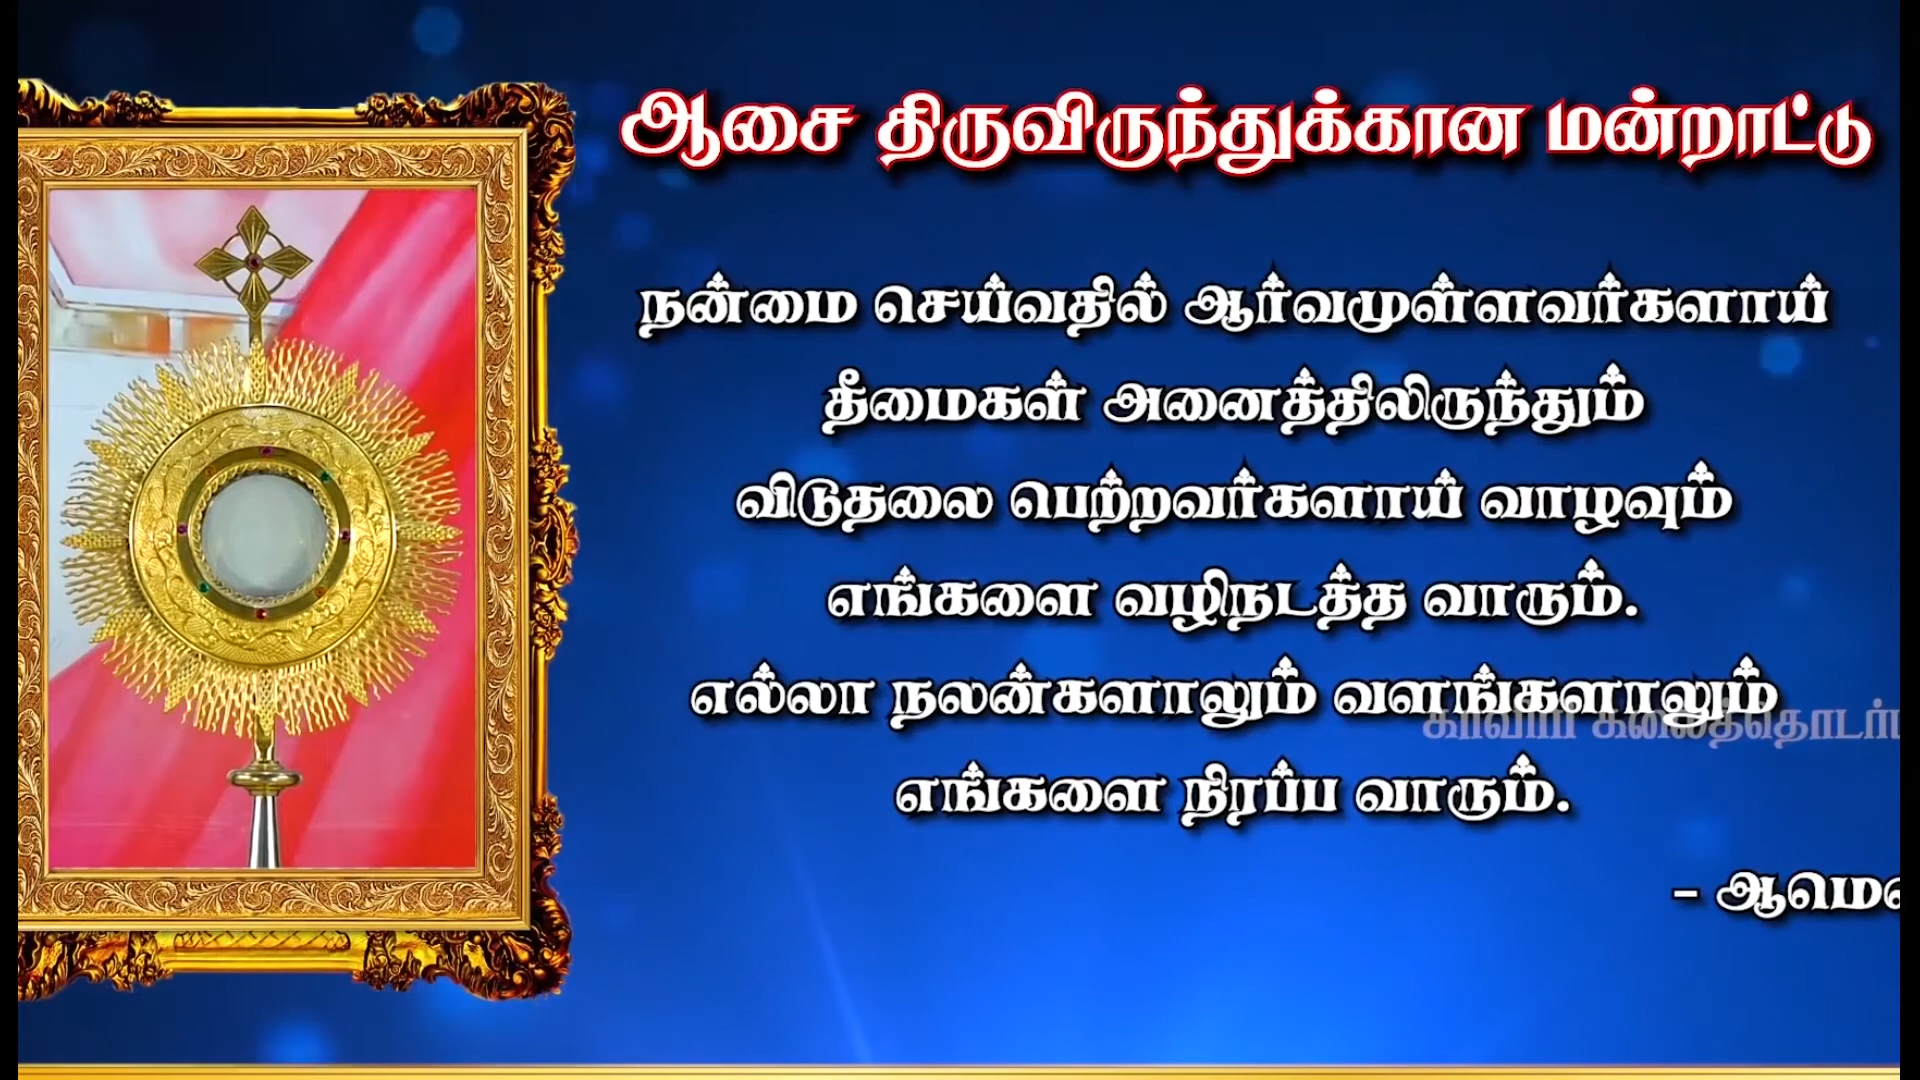 ஆசை திருவிருந்துக்கான மன்றாட்டு
நன்மை செய்வதில் ஆர்வமுள்ளவர்களாய்
தீமைகள் அனைத்திலிருந்தும்
விடுதலை பெற்றவர்களாய் வாழவும்
எங்களை வழிநடத்த வாரும்.
எல்லா நலன்களாலும் வளங்களாலும்
எங்களை நிரப்ப வாரும்.